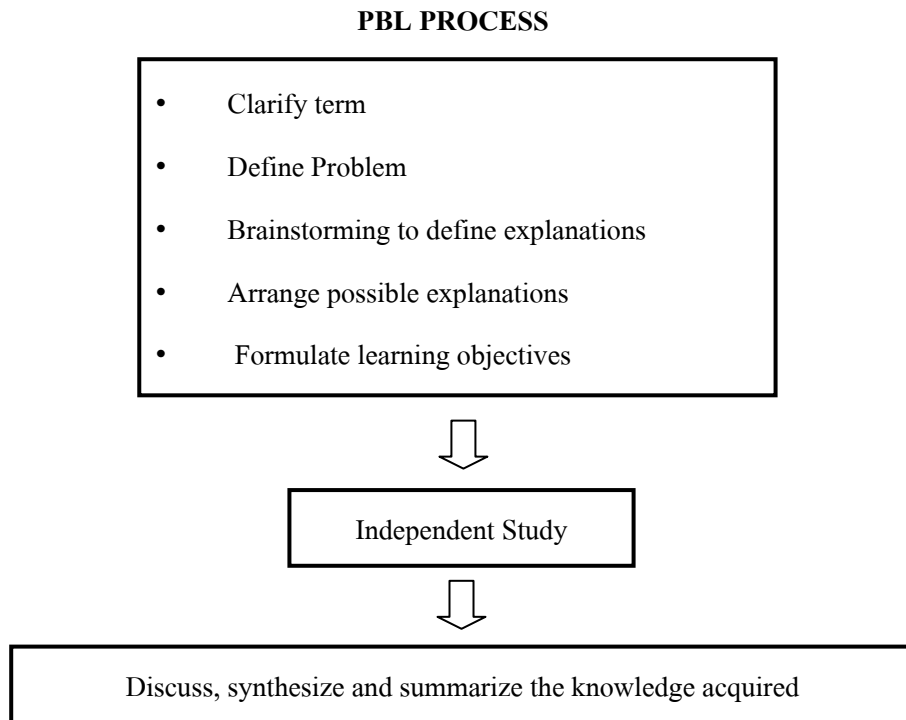 PBL PROCESS
• Clarify term
• Define Problem
• Brainstorming to define explanations
• Arrange possible explanations
• Formulate learning objectives
Independent Study
Discuss, synthesize and summarize the knowledge acquired